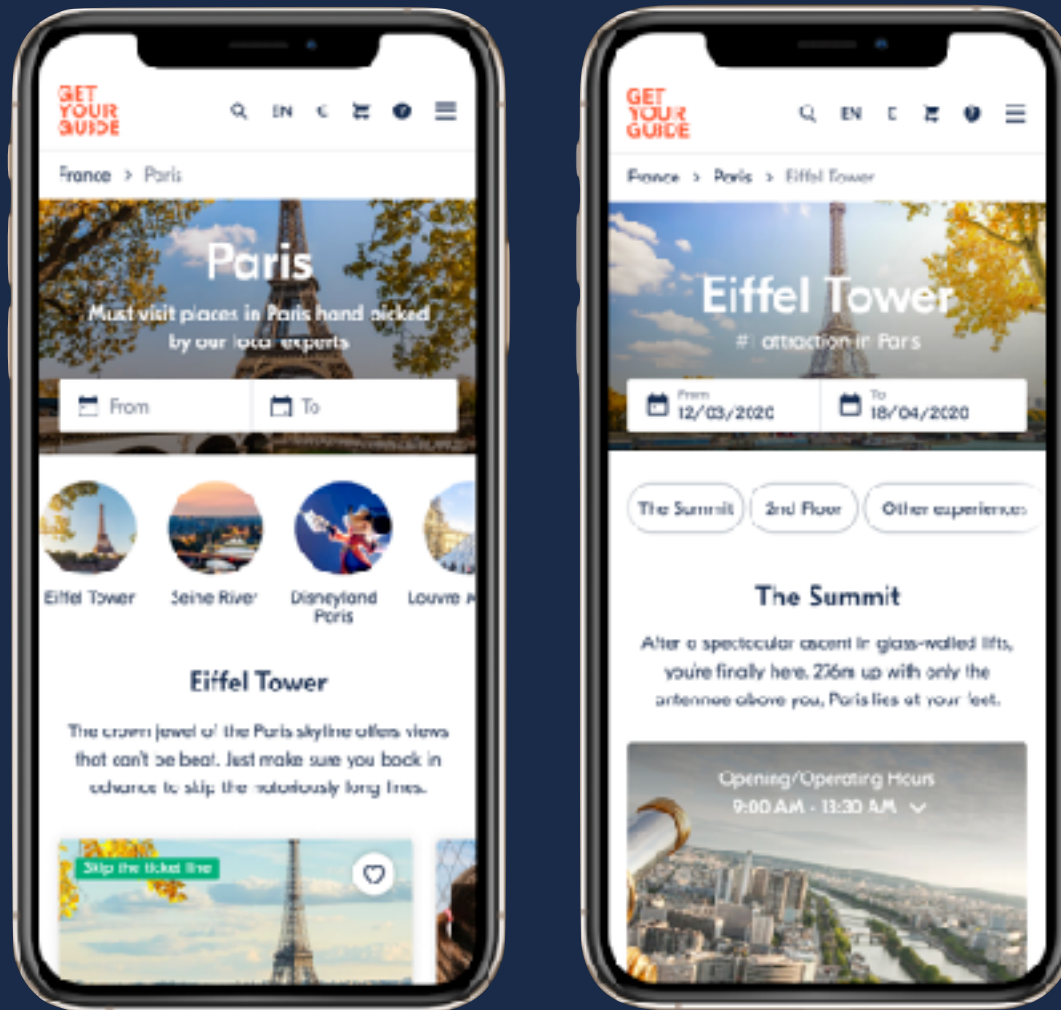 GET
YOUR
GUIDE
EN €
France > Paris
Paris
Must visit places in Paris hand picked
by our local experts
From
To
Eiffel Tower
Seine River
Disneyland
Paris
Louvre
Eiffel Tower
The crown jewel of the Paris skyline offers views
that can't be beat. Just make sure you book in
advance to skip the notoriously long lines.
Skip the ticket line
GET
YOUR
GUIDE
EN
France > Paris > Eiffel Tower
Eiffel Tower
#1 attraction in Paris
From
12/03/2020
To
18/04/2020
The Summit
2nd Floor
Other experiences
The Summit
After a spectacular ascent in glass-walled lifts,
you're finally here. 276m up with only the
antennae above you, Paris lies at your feet.
Opening/Operating Hours
9:00 AM - AM